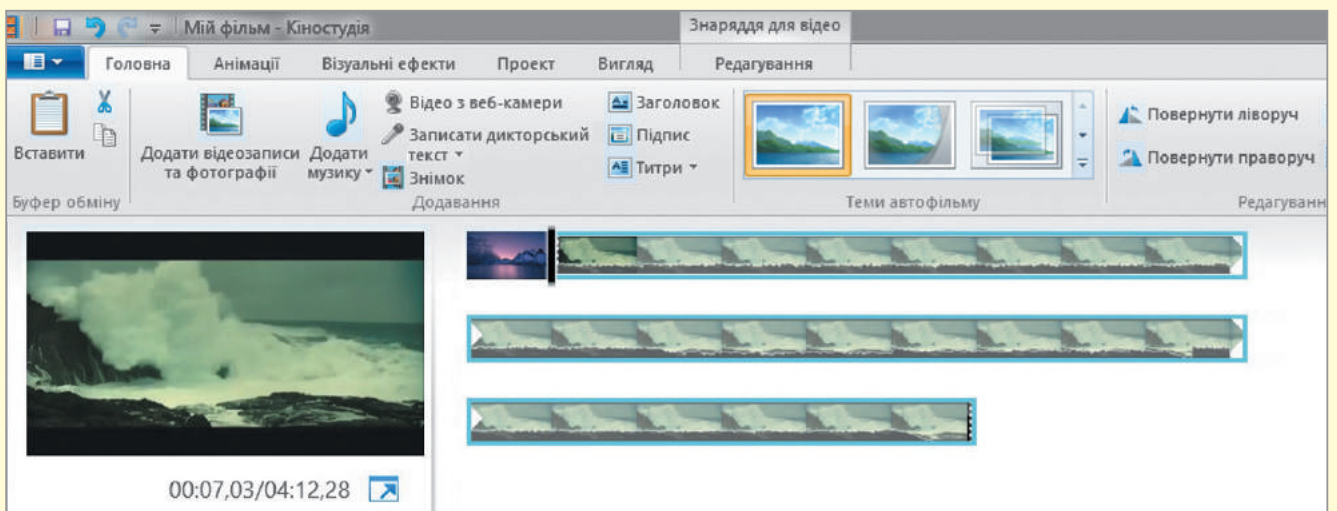 Мій фільм - Кіностудія
Знаряддя для відео
Головна Анімації Візуальні ефекти Проект Вигляд Редагування
Вставити
Буфер обміну
Додати відеозаписи
та фотографії
Додати
музику
Відео з веб-камери
Записати дикторський
текст
Знімок
Заголовок
Підпис
Титри
Додавання
Теми автофільму
Повернути ліворуч
Повернути праворуч
Редагуванн
00:07,03/04:12,28